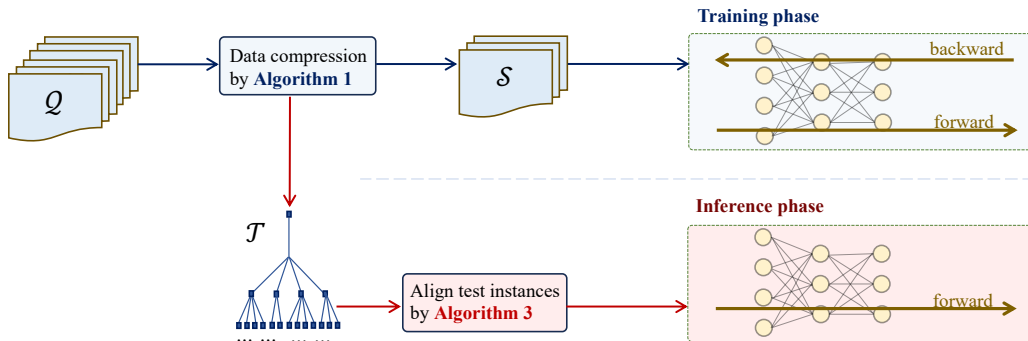 Training phase
Q
Data compression
by Algorithm 1
S
backward
forward
Inference phase
T
Align test instances
by Algorithm 3
forward
... ... ... ...